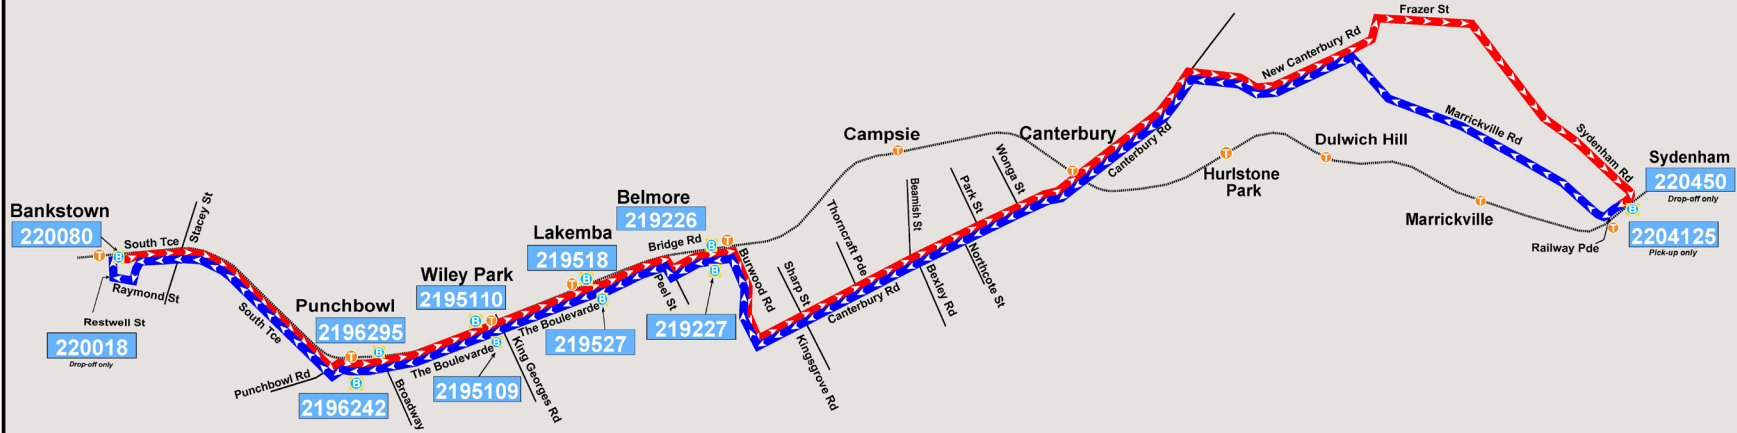 Bankstown
220080
T
B
South Tce
Stacey St
Raymond St
Restwell St
220018
Drop-off only
South Tce
Punchbowl
2196295
T
B
Punchbowl Rd
B
2196242
Broadway
Wiley Park
2195110
B
T
The Boulevarde
B
2195109
King Georges Rd
Lakemba
219518
T
B
The Boulevarde
B
219527
Belmore
219226
Bridge Rd
B
T
Peel St
B
219227
Burwood Rd
Sharp St
Kingsgrove Rd
Thorncraft Pde
Canterbury Rd
Beamish St
Bexley Rd
Park St
Northcote St
Wonga St
Campsie
T
Canterbury
T
Canterbury Rd
New Canterbury Rd
Frazer St
Hurlstone
Park
T
Dulwich Hill
T
Marrickville Rd
Marrickville
T
Sydenham Rd
Sydenham
220450
Drop-off only
B
T
Railway Pde
2204125
Pick-up only